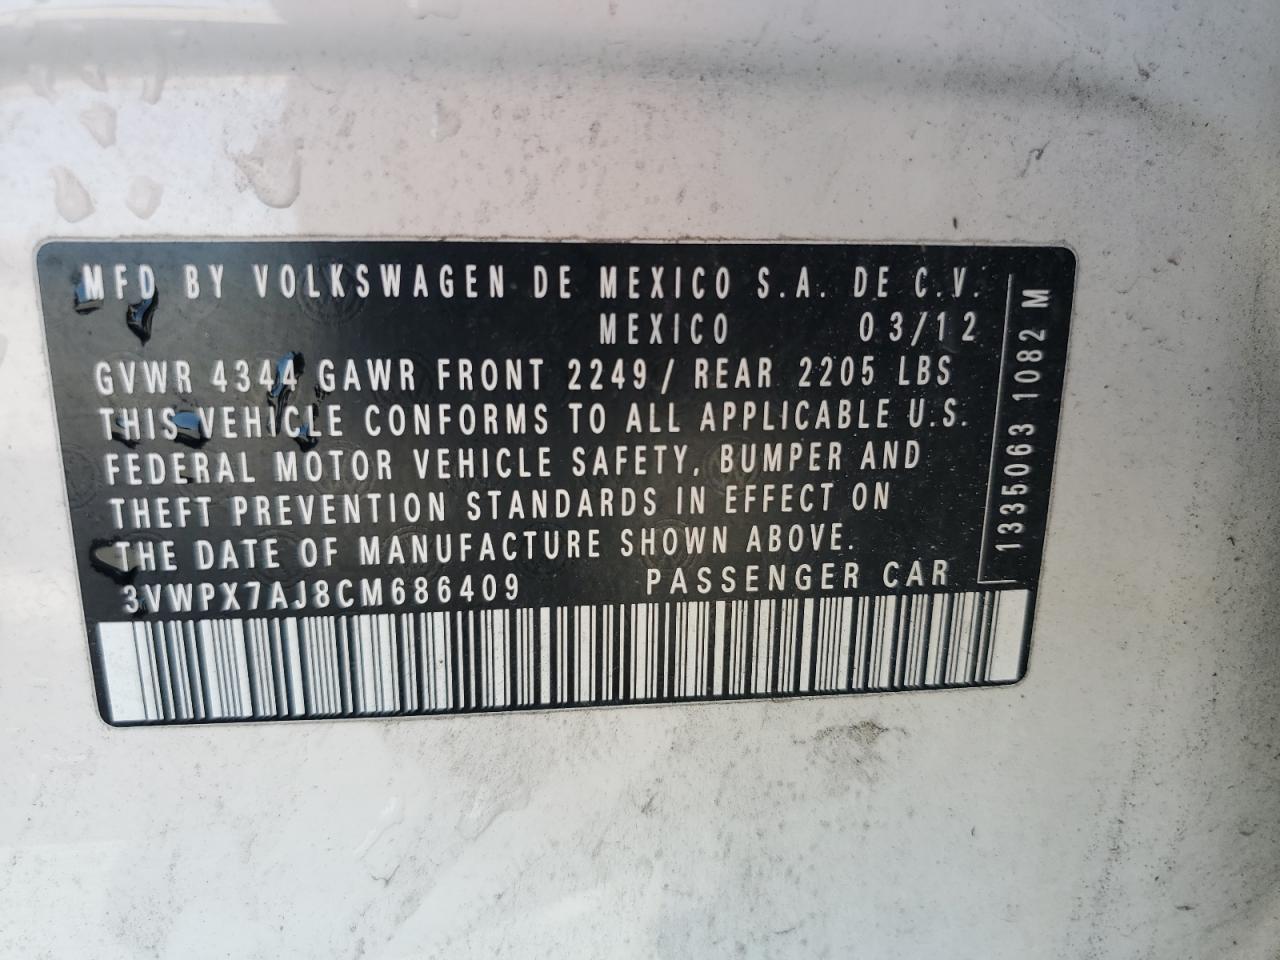 MFD BY VOLKSWAGEN DE MEXICO S.A. DE C.V.
MEXICO 03/12
GVWR 4344 GAWR FRONT 2249/ REAR 2205 LBS
THIS VEHICLE CONFORMS TO ALL APPLICABLE U.S.
FEDERAL MOTOR VEHICLE SAFETY, BUMPER AND
THEFT PREVENTION STANDARDS IN EFFECT ON
THE DATE OF MANUFACTURE SHOWN ABOVE.
3VWPX7AJ8CM686409 PASSENGER CAR
1335063 1082 M